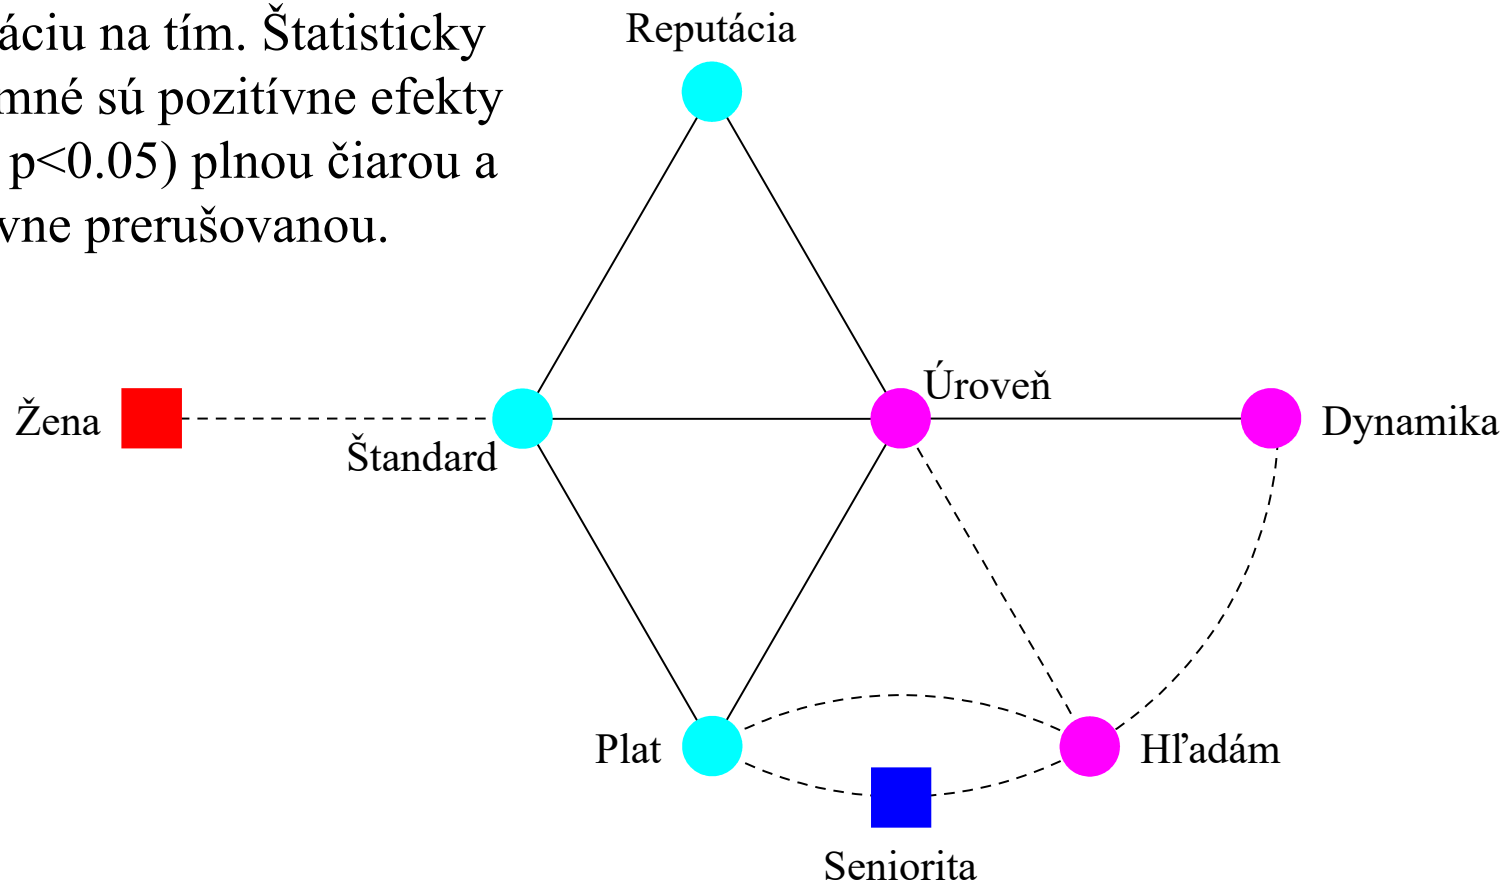 áciu na tím. Štatisticky
mné sú pozitívne efekty
p<0.05) plnou čiarou a
vne prerušovanou.
Reputácia
Úroveň
Žena
Dynamika
Štandard
Plat
Hľadám
Seniorita